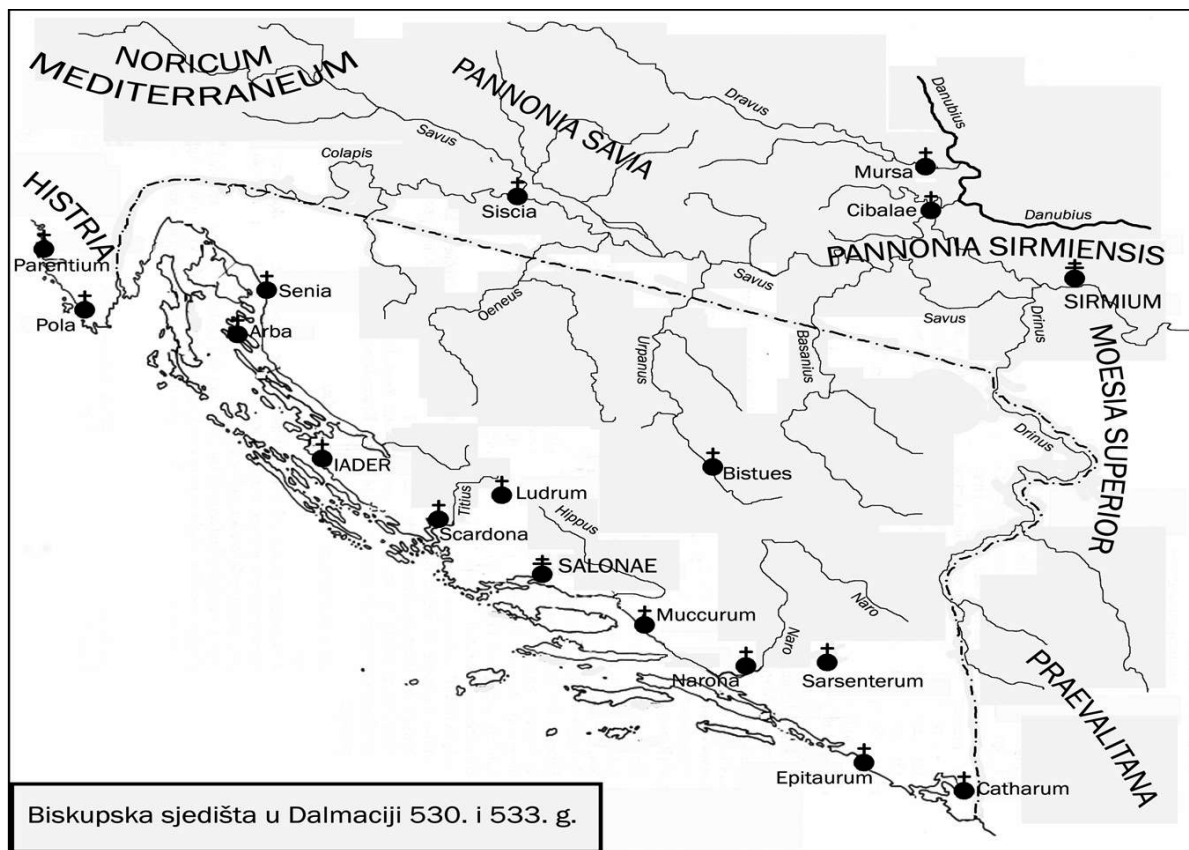 NORICUM
MEDITERRANEUM
PANNONIA SAVIA
Dravus
Danubius
Savus
Colapis
Mursa
HISTRIA
Siscia
Cibalae
Danubius
Parentium
PANNONIA SIRMIENSIS
Senia
Savus
SIRMIUM
Pola
Arba
Oeneus
Urpanus
Basanius
Savus
Drinus
MOESIA SUPERIOR
Drinus
IADER
Bistues
Ludrum
Titius
Scardona
Hippus
SALONAE
Muccurum
Naro
Naro
Narona
Sarsenterum
PRAEVALITANA
Epitaurum
Catharum
Biskupska sjedišta u Dalmaciji 530. i 533. g.